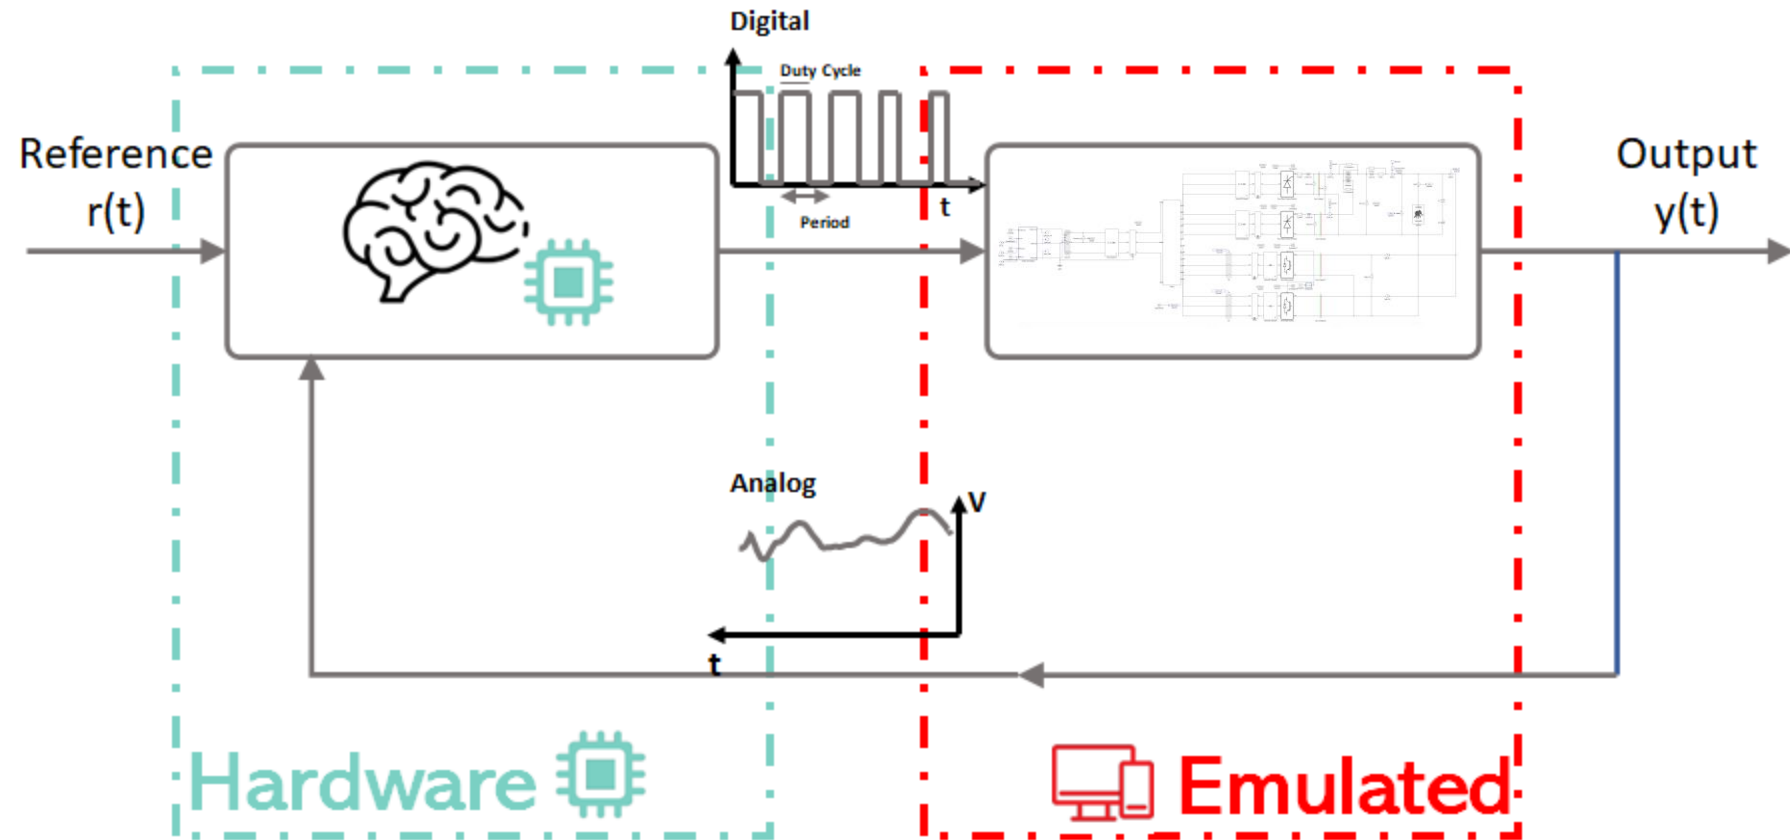 Digital
Duty Cycle
Reference
r(t)
Period
t
Output
y(t)
Analog
V
t
Hardware
Emulated